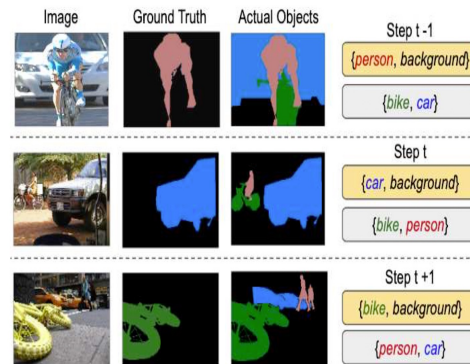 Image Ground Truth Actual Objects Step t -1
{person, background}
{bike, car}
Step t
{car, background}
{bike, person}
Step t +1
{bike, background}
{person, car}